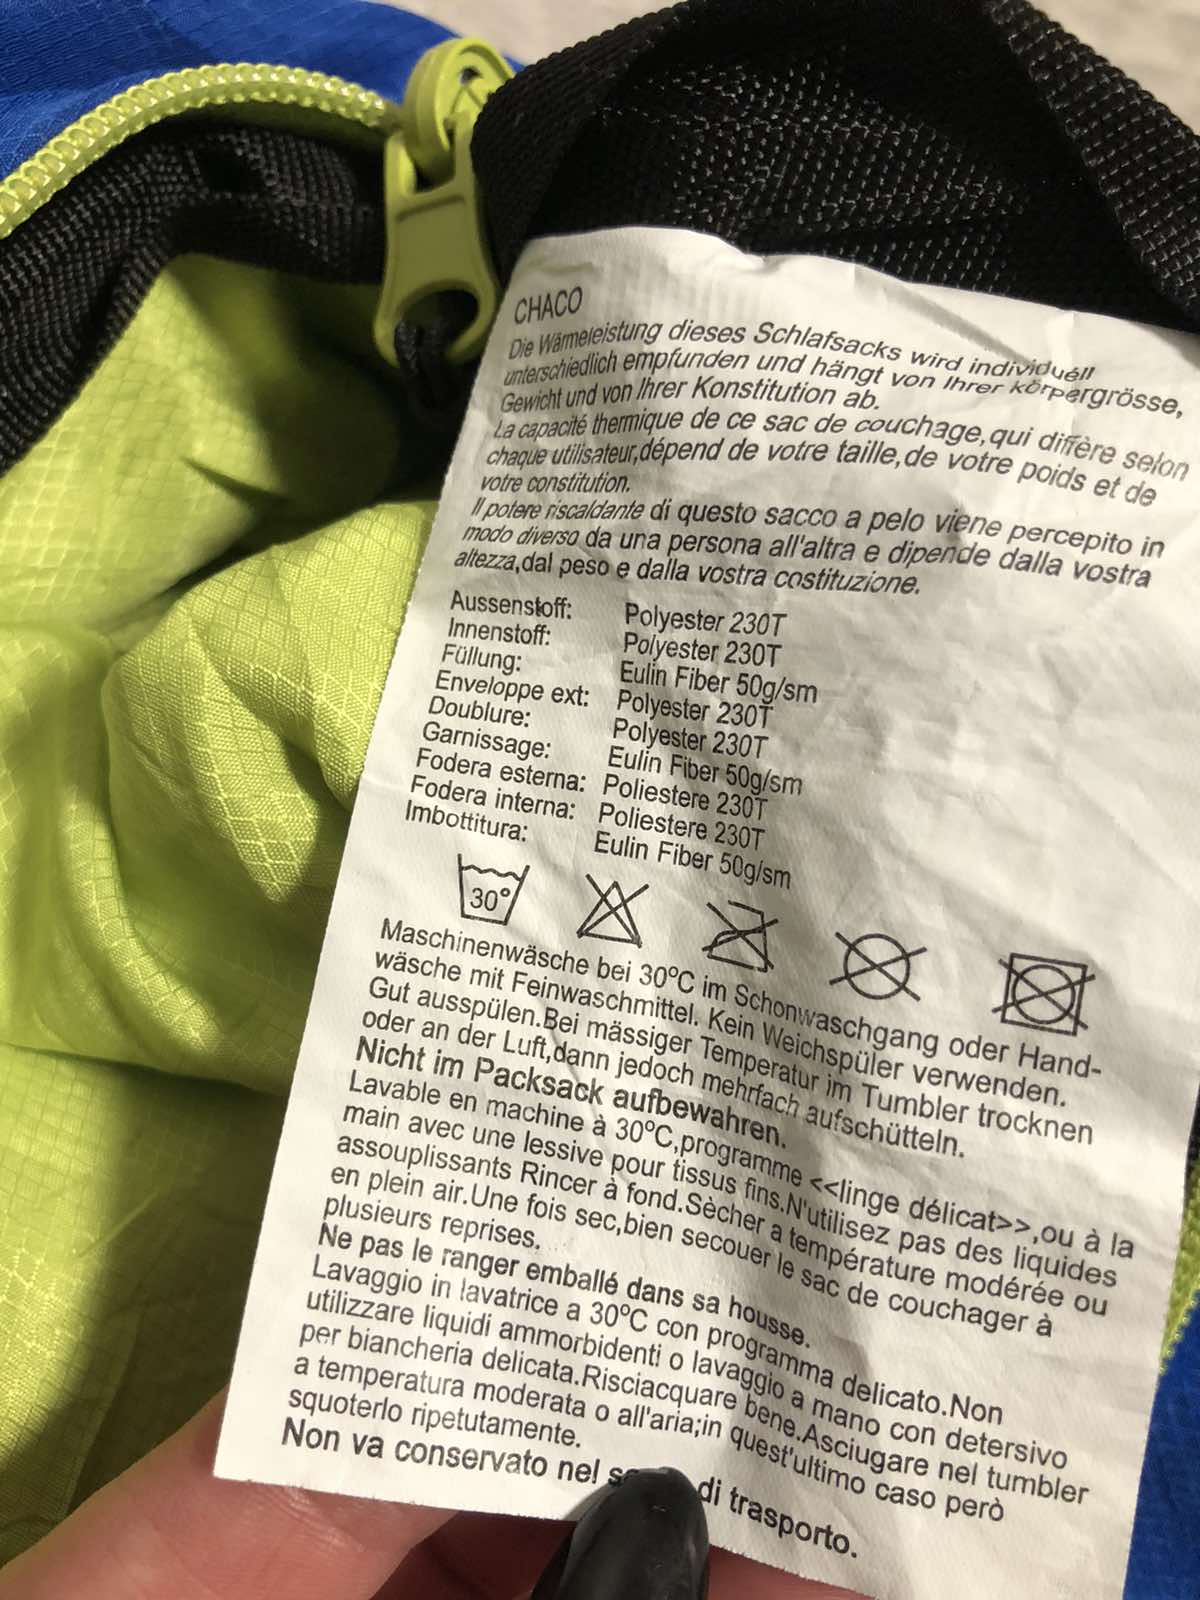 CHACO
Die Wärmeleistung dieses Schlafsacks wird individuell
unterschiedlich empfunden und hängt von Ihrer körpergrösse,
Gewicht und von Ihrer Konstitution ab.
La capacité thermique de ce sac de couchage,qui diffère selon
chaque utilisateur,dépend de votre taille,de votre poids et de
votre constitution.
Il potere riscaldante di questo sacco a pelo viene percepito in
modo diverso da una persona all'altra e dipende dalla vostra
altezza,dal peso e dalla vostra costituzione.
Aussenstoff: Polyester 230T
Innenstoff: Polyester 230T
Füllung: Eulin Fiber 50g/sm
Enveloppe ext: Polyester 230T
Doublure: Polyester 230T
Garnissage: Eulin Fiber 50g/sm
Fodera esterna: Poliestere 230T
Fodera interna: Poliestere 230T
Imbottitura: Eulin Fiber 50g/sm
30°
Maschinenwäsche bei 30°C im Schonwaschgang oder Hand-
wäsche mit Feinwaschmittel. Kein Weichspüler verwenden.
Gut ausspülen.Bei mässiger Temperatur im Tumbler trocknen
oder an der Luft,dann jedoch mehrfach aufschütteln.
Nicht im Packsack aufbewahren.
Lavable en machine à 30°C,programme <<linge délicat>>,ou à la
main avec une lessive pour tissus fins.N'utilisez pas des liquides
assouplissants Rincer à fond.Sècher a température modérée ou
en plein air.Une fois sec,bien secouer le sac de couchager à
plusieurs reprises.
Ne pas le ranger emballé dans sa housse.
Lavaggio in lavatrice a 30°C con programma delicato.Non
utilizzare liquidi ammorbidenti o lavaggio a mano con detersivo
per biancheria delicata.Risciacquare bene.Asciugare nel tumbler
a temperatura moderata o all'aria;in quest'ultimo caso però
squoterlo ripetutamente.
Non va conservato nel di trasporto.